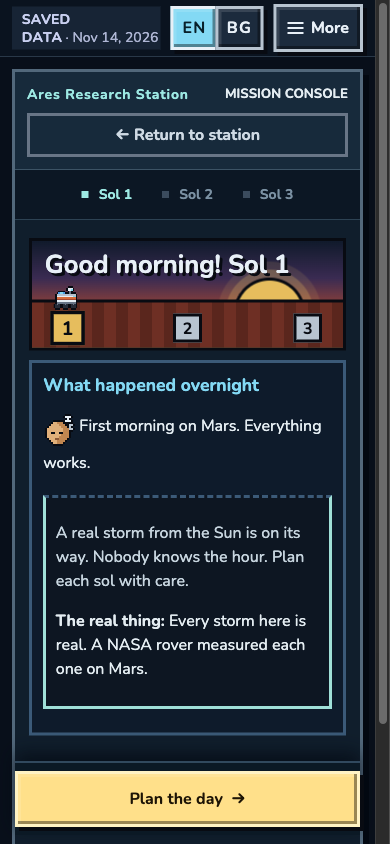 SAVED
DATA · Nov 14, 2026
EN
BG
≡ More
Ares Research Station
MISSION CONSOLE
← Return to station
Sol 1
Sol 2
Sol 3
Good morning! Sol 1
1
2
3
What happened overnight
First morning on Mars. Everything
works.
A real storm from the Sun is on its
way. Nobody knows the hour. Plan
each sol with care.
The real thing: Every storm here is
real. A NASA rover measured each
one on Mars.
Plan the day →